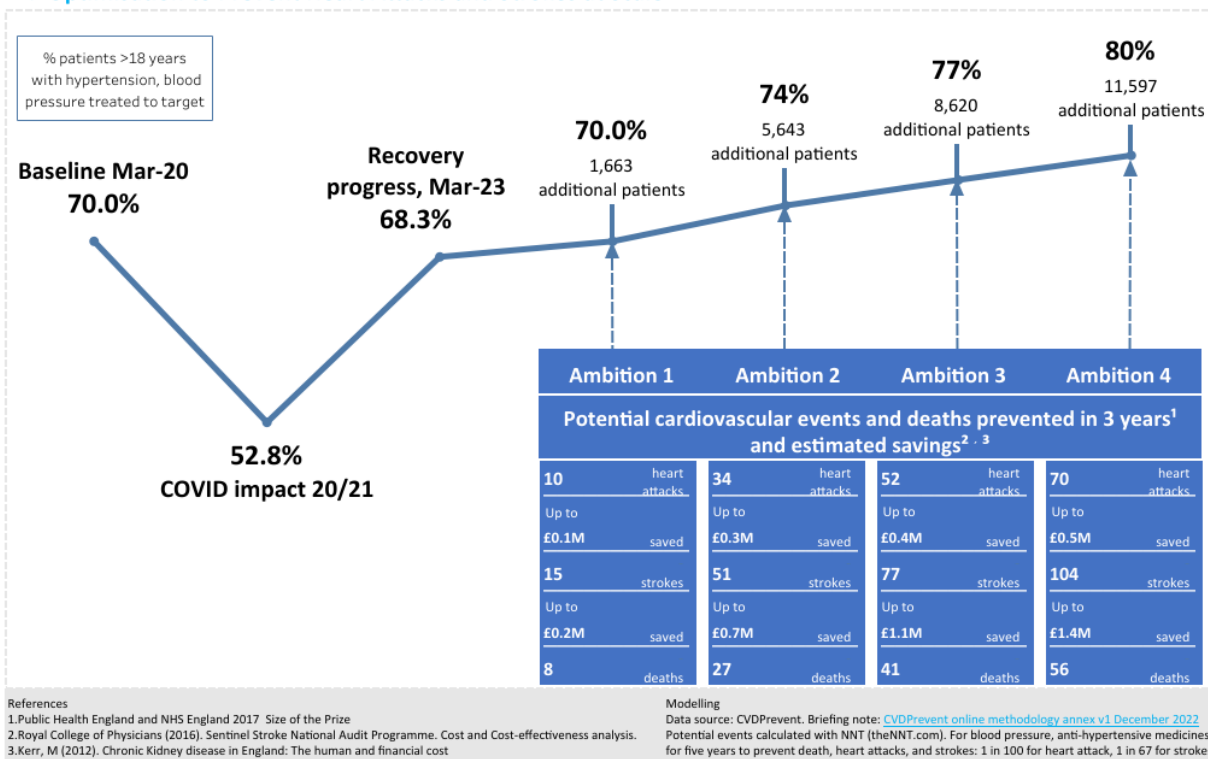 % patients >18 years
with hypertension, blood
pressure treated to target
Baseline Mar-20
70.0%
52.8%
COVID impact 20/21
Recovery
progress, Mar-23
68.3%
70.0%
1,663
additional patients
74%
5,643
additional patients
77%
8,620
additional patients
80%
11,597
additional patients
Ambition 1
Ambition 2
Ambition 3
Ambition 4
Potential cardiovascular events and deaths prevented in 3 years¹
and estimated savings² , ³
10 heart attacks
Up to
£0.1M saved
15 strokes
Up to
£0.2M saved
8 deaths
34 heart attacks
Up to
£0.3M saved
51 strokes
Up to
£0.7M saved
27 deaths
52 heart attacks
Up to
£0.4M saved
77 strokes
Up to
£1.1M saved
41 deaths
70 heart attacks
Up to
£0.5M saved
104 strokes
Up to
£1.4M saved
56 deaths
References
1.Public Health England and NHS England 2017 Size of the Prize
2.Royal College of Physicians (2016). Sentinel Stroke National Audit Programme. Cost and Cost-effectiveness analysis.
3.Kerr, M (2012). Chronic Kidney disease in England: The human and financial cost
Modelling
Data source: CVDPrevent. Briefing note: CVDPrevent online methodology annex v1 December 2022
Potential events calculated with NNT (theNNT.com). For blood pressure, anti-hypertensive medicines
for five years to prevent death, heart attacks, and strokes: 1 in 100 for heart attack, 1 in 67 for stroke